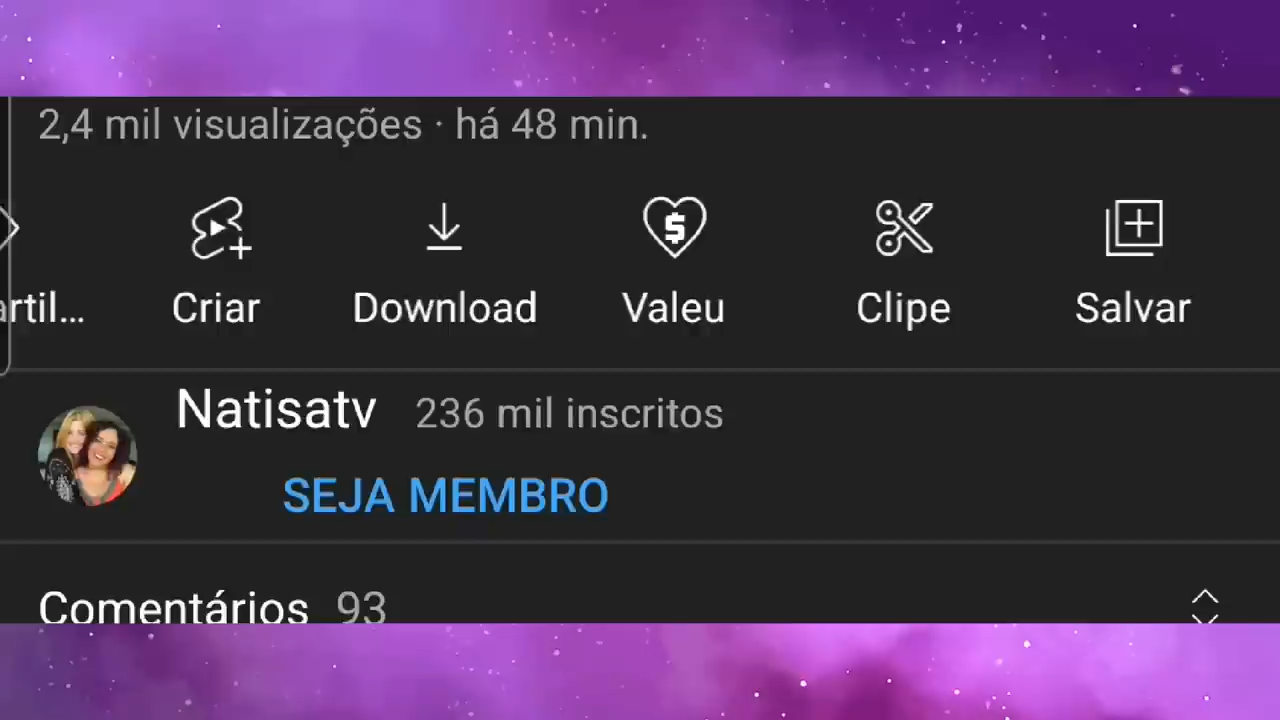 2,4 mil visualizações · há 48 min.
artil... Criar Download Valeu Clipe Salvar
Natisatv 236 mil inscritos
SEJA MEMBRO
Comentários 93